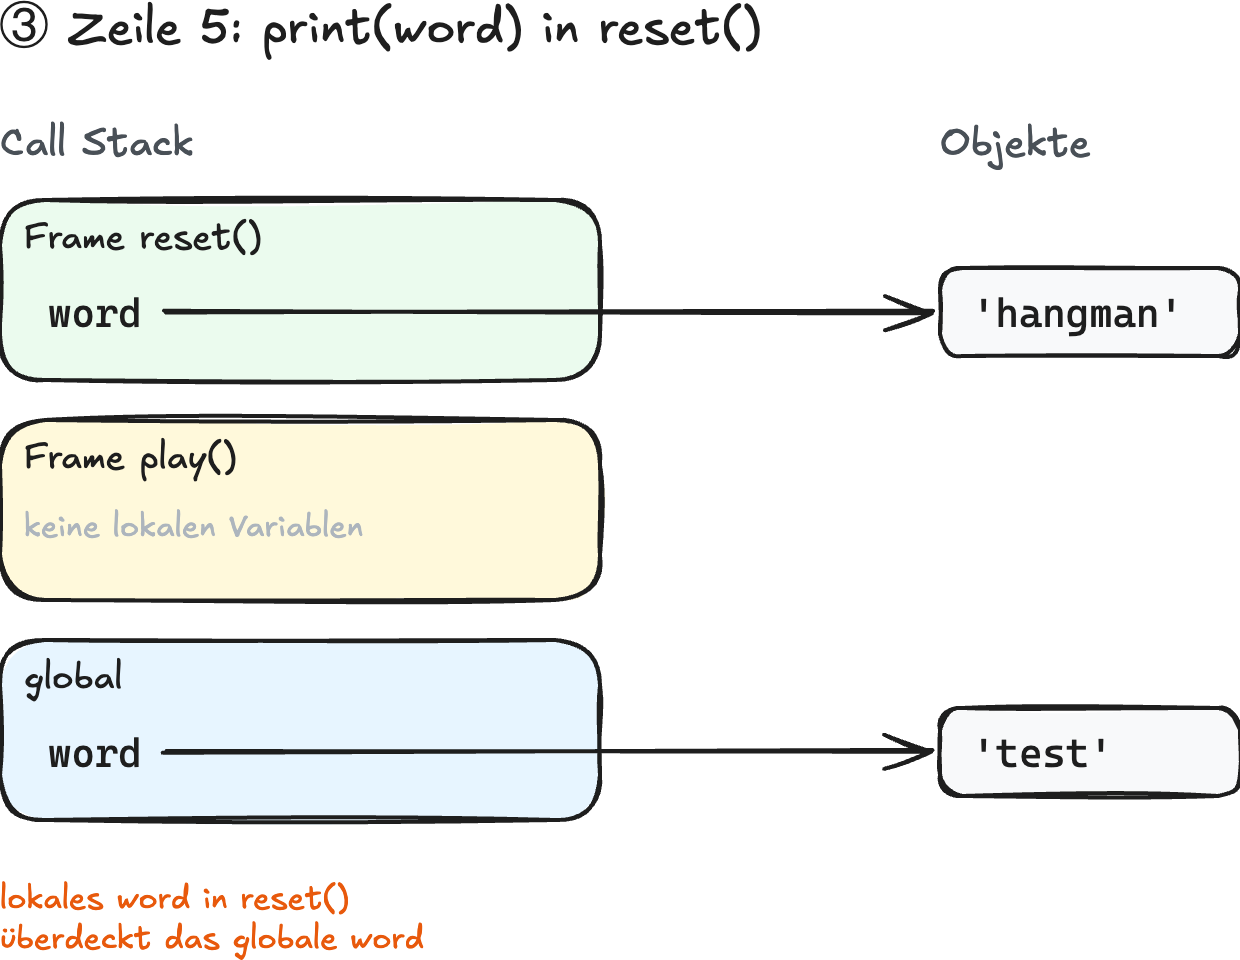 ③ Zeile 5: print(word) in reset()
Call Stack
Objekte
Frame reset()
word
'hangman'
Frame play()
keine lokalen Variablen
global
word
'test'
lokales word in reset()
überdeckt das globale word